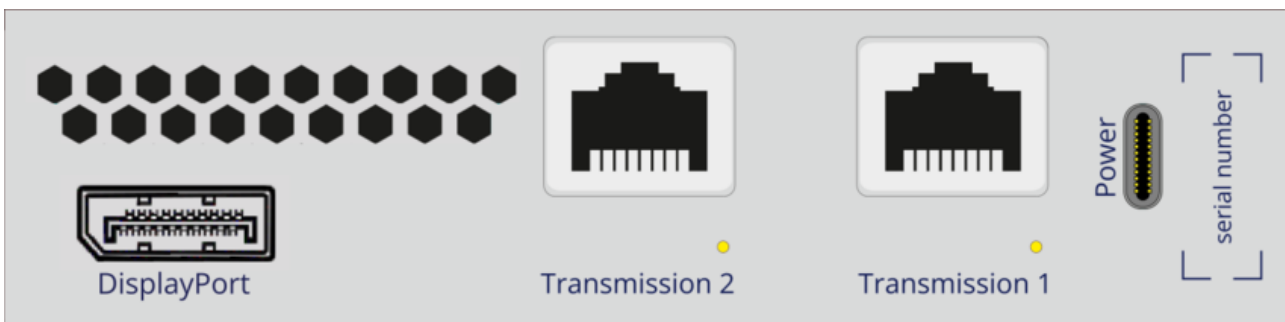 DisplayPort
Transmission 2
Transmission 1
Power
serial number